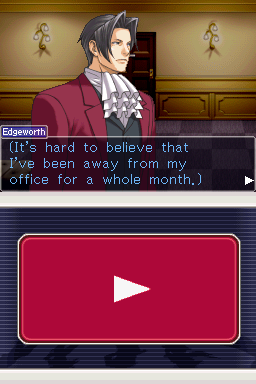 Edgeworth
(It's hard to believe that
I've been away from my
office for a whole month.)